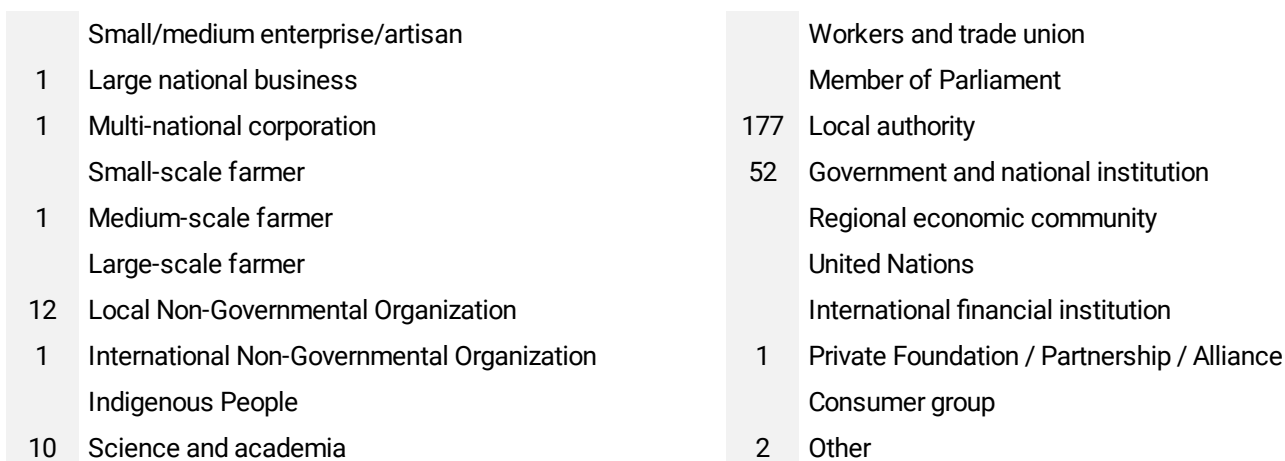 Small/medium enterprise/artisan
1 Large national business
1 Multi-national corporation
Small-scale farmer
1 Medium-scale farmer
Large-scale farmer
12 Local Non-Governmental Organization
1 International Non-Governmental Organization
Indigenous People
10 Science and academia
Workers and trade union
Member of Parliament
177 Local authority
52 Government and national institution
Regional economic community
United Nations
International financial institution
1 Private Foundation / Partnership / Alliance
Consumer group
2 Other